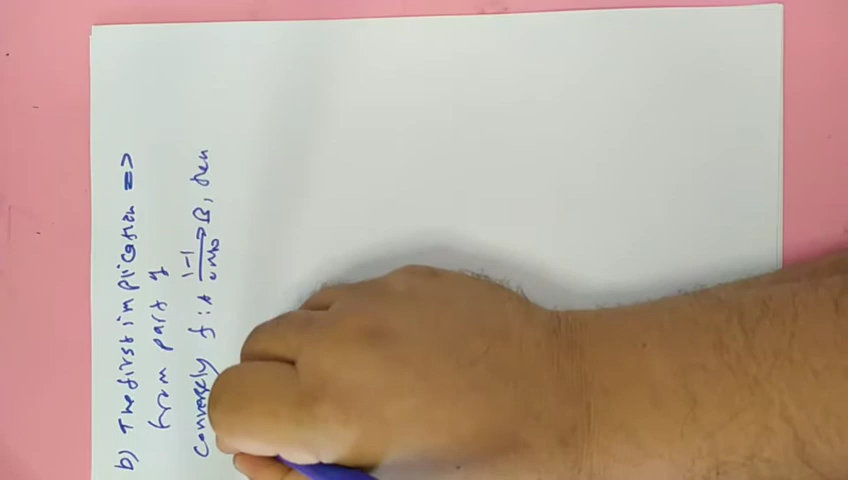 b) The first implication =>
from part
Conversely f : A 1-1 onto → B, then